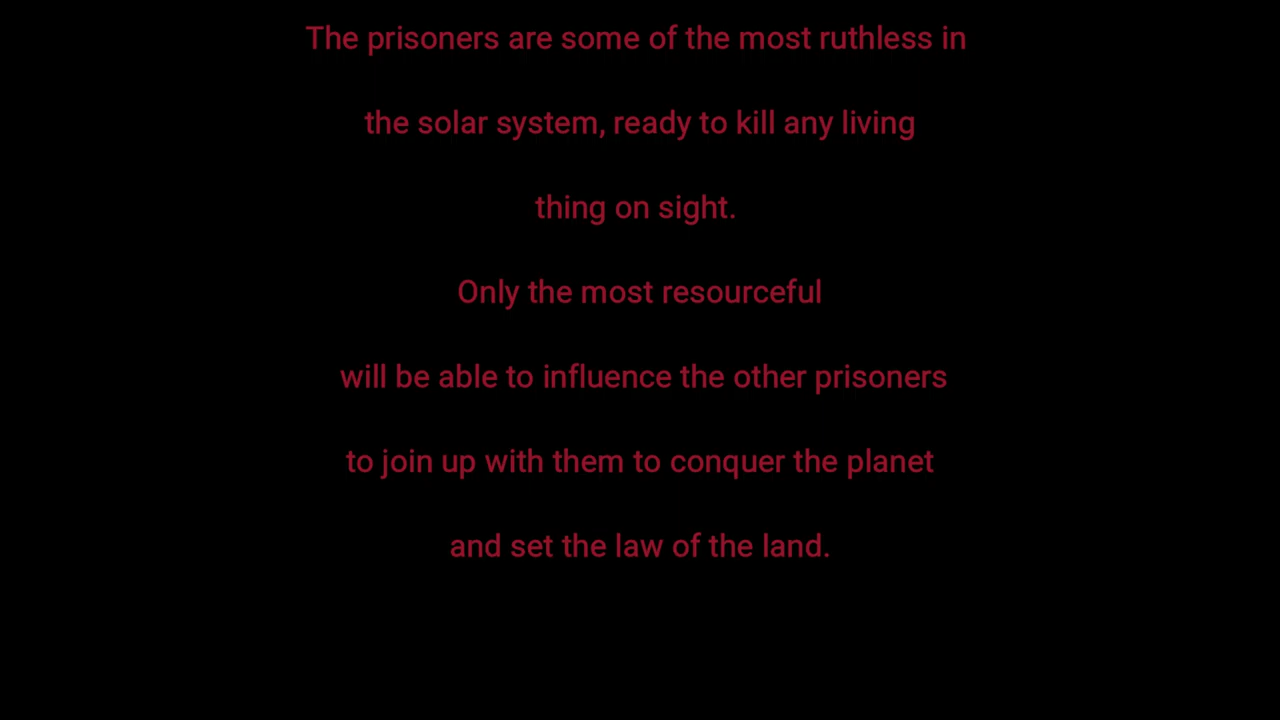 The prisoners are some of the most ruthless in
the solar system, ready to kill any living
thing on sight.
Only the most resourceful
will be able to influence the other prisoners
to join up with them to conquer the planet
and set the law of the land.